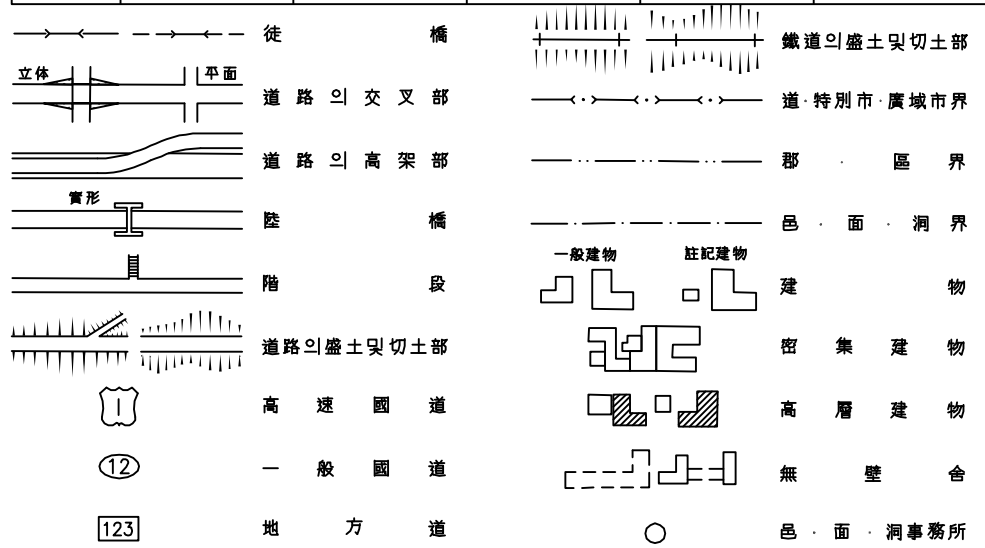 徒橋
立体 平面
道路의交叉部
道路의高架部
實形
陸橋
階段
道路의盛土및切土部
高速國道
12
一般國道
123
地方道
鐵道의盛土및切土部
道·特別市·廣域市界
郡·區界
邑·面·洞界
一般建物 註記建物
建物
密集建物
高層建物
無壁舍
邑·面·洞事務所